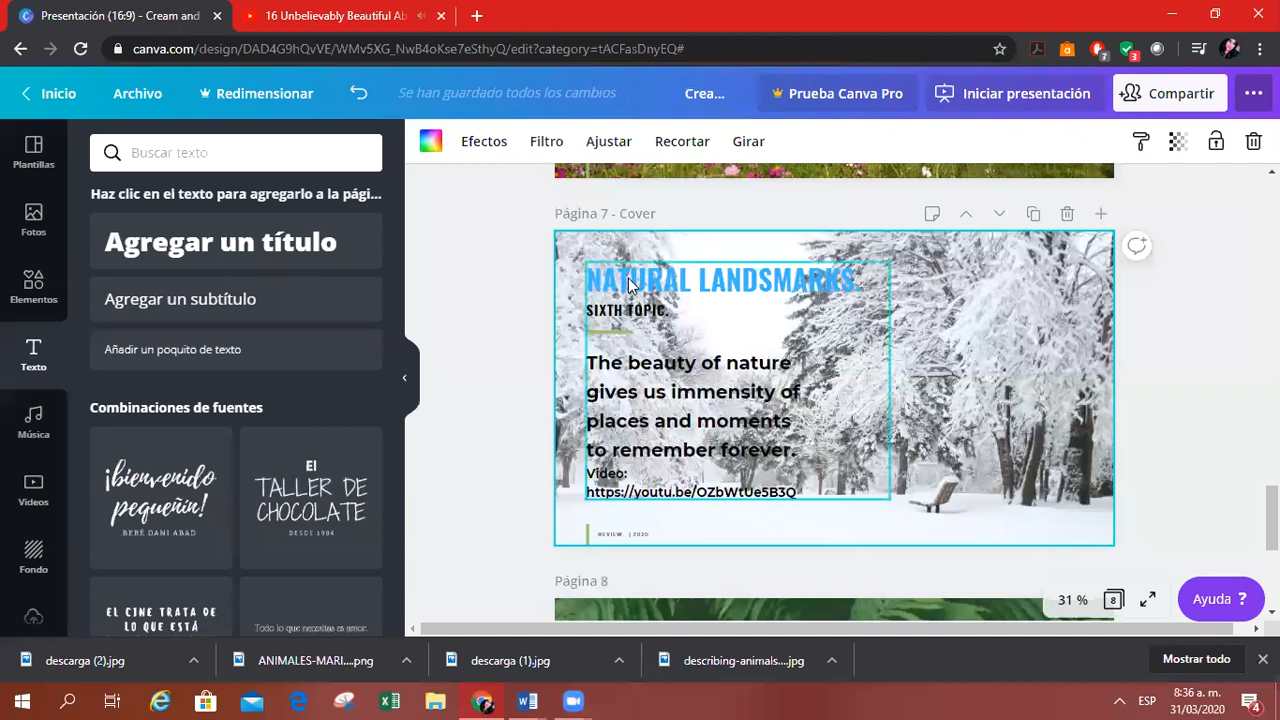 Presentación (16:9) - Cream and
16 Unbelievably Beautiful Ab
canva.com/design/DAD4G9hQvVE/WMv5XG_NwB4oKse7eSthyQ/edit?category=tACFasDnyEQ#
7
3
Inicio
Archivo
Redimensionar
Se han guardado todos los cambios
Crea...
Prueba Canva Pro
Iniciar presentación
Compartir
Plantillas
Fotos
Elementos
Texto
Música
Videos
Fondo
Buscar texto
Haz clic en el texto para agregarlo a la pági...
Agregar un título
Agregar un subtítulo
Añadir un poquito de texto
Combinaciones de fuentes
¡bienvenido
pequeñin!
BEBÉ DANI ABAD
El
TALLER DE
CHOCOLATE
DESDE 1904
EL CINE TRATA DE
LO QUE ESTÁ
Todo lo que necesitas es amor.
Efectos
Filtro
Ajustar
Recortar
Girar
Página 7 - Cover
NATURAL LANDSMARKS.
SIXTH TOPIC.
The beauty of nature
gives us immensity of
places and moments
to remember forever.
Video:
https://youtu.be/OZbWtUe5B3Q
REVIEW. | 2020
Página 8
31 %
8
Ayuda ?
descarga (2).jpg
ANIMALES-MARI....png
descarga (1).jpg
describing-animals....jpg
Mostrar todo
ESP
8:36 a. m.
31/03/2020
4